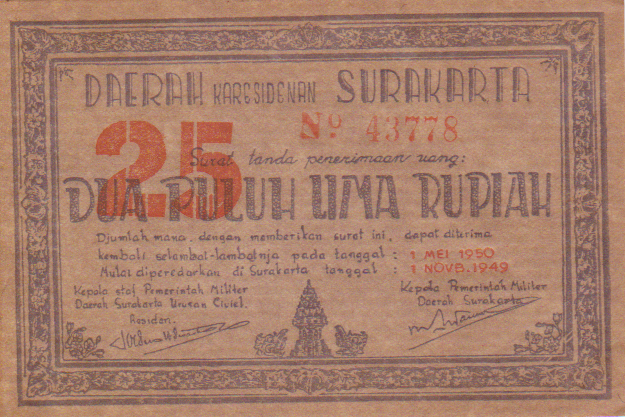 DAERAH KARESIDENAN SURAKARTA
25
No 43778
Surat tanda penerimaan uang:
DUA PULUH LIMA RUPIAH
Djumlah mana, dengan memberikan surat ini, dapat diterima
kembali selambat-lambatnja pada tanggal : 1 MEI 1950
Mulai diperedarkan di Surakarta tanggal : 1 NOVB. 1949
Kepala staf Pemerintah Militer
Daerah Surakarta Urusan Civiel.
Residen.
Kepala Pemerintah Militer
Daerah Surakarta